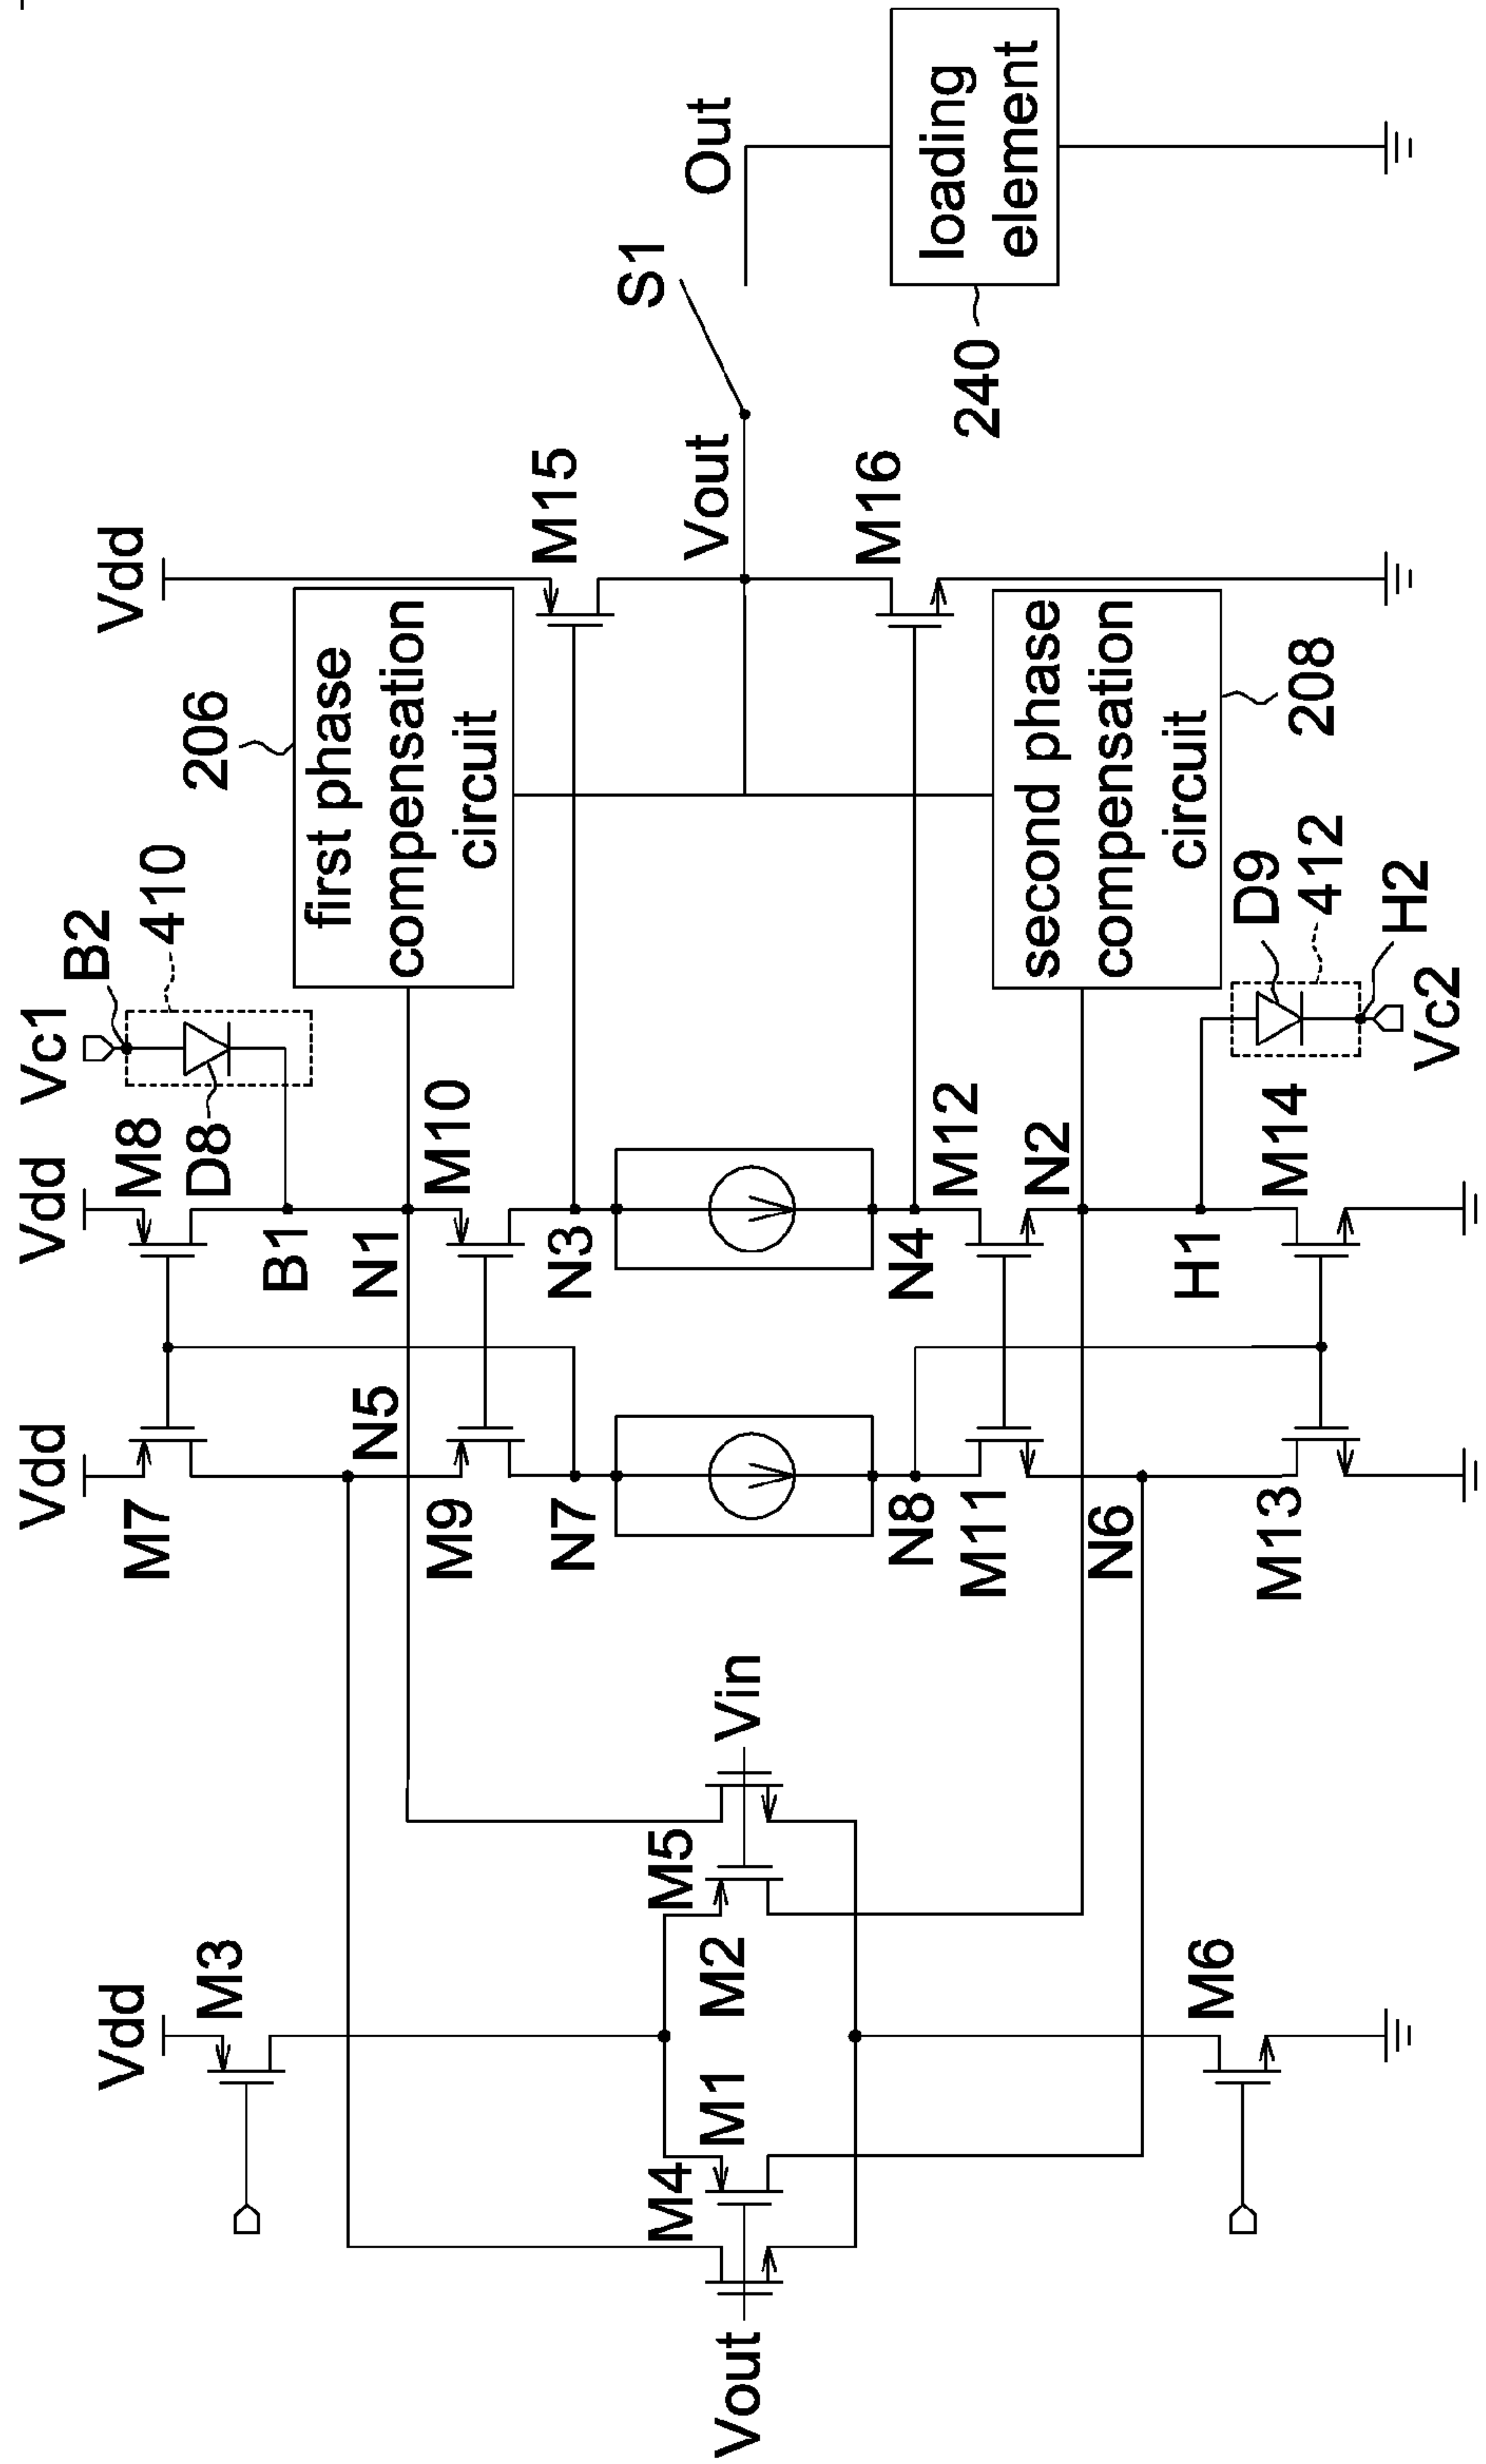 Vdd
M3
Vout
M4
M1
M2
M5
Vin
M6
Vdd
M7
N5
M9
N7
N8
M11
N6
M13
Vdd
M8
B1
N1
M10
N3
N4
M12
N2
H1
M14
Vc1
B2
410
D8
206
first phase
compensation
circuit
second phase
compensation
circuit
208
D9
412
H2
Vc2
Vdd
M15
Vout
M16
S1
Out
240
loading
element